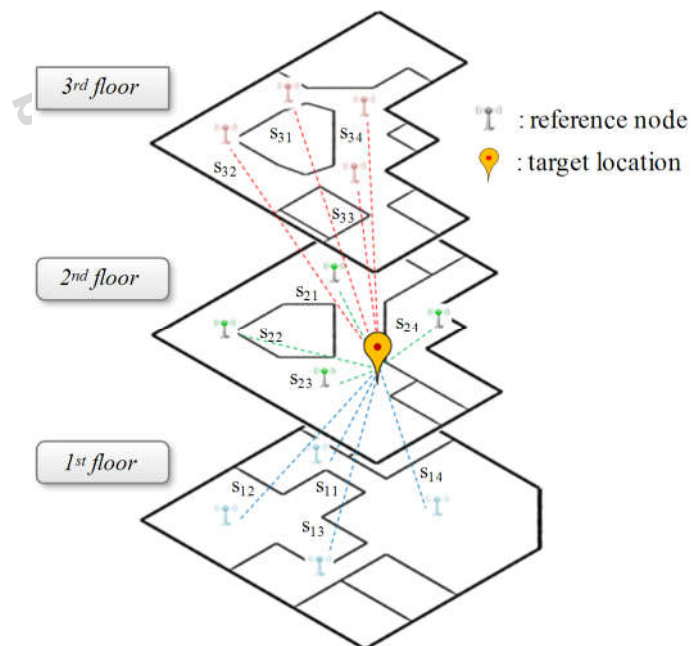 3rd floor
: reference node
: target location
S31
S34
S32
S33
2nd floor
S21
S22
S24
S23
1st floor
S12
S11
S14
S13